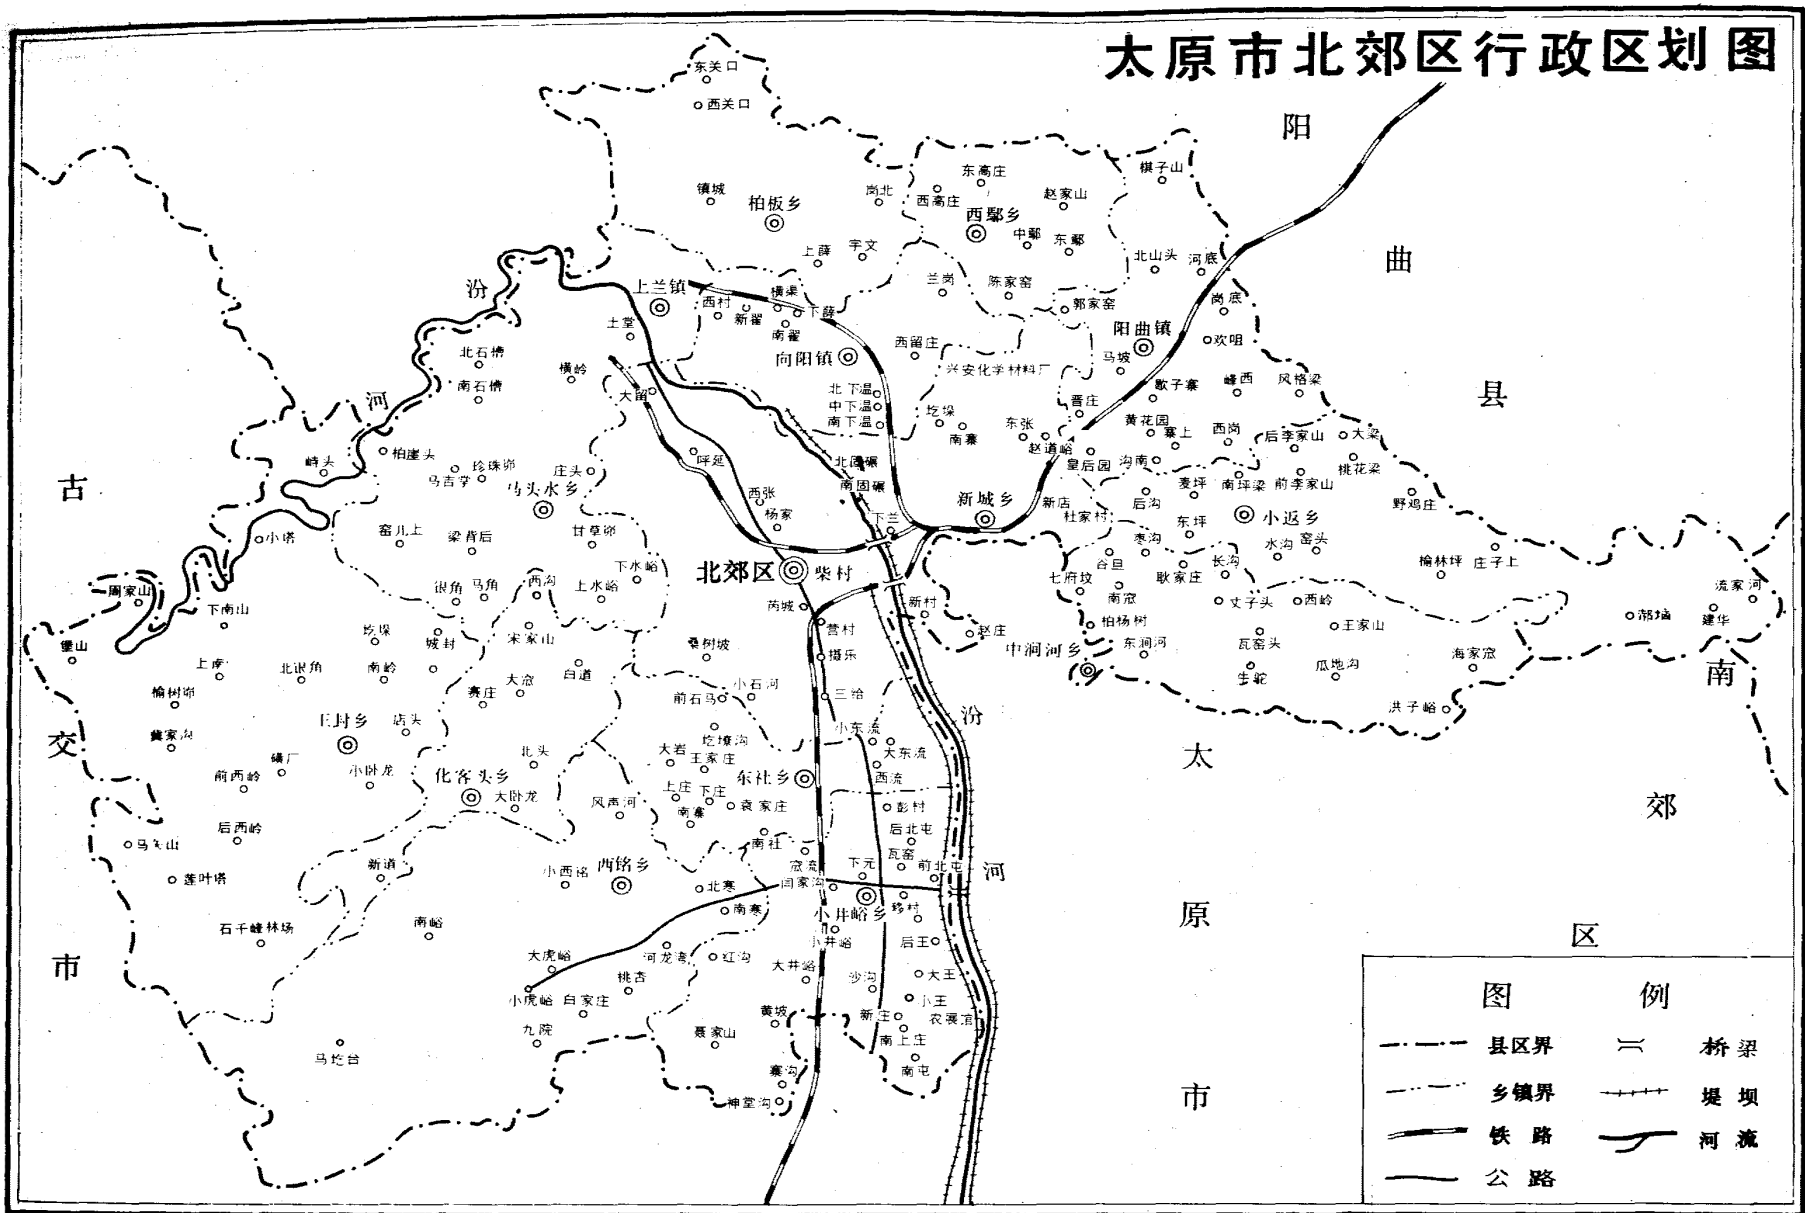 太原市北郊区行政区划图
阳
曲
县
古
交
市
汾
河
汾
河
太
原
市
南
郊
区
东关口
西关口
镇城
柏板乡
岗北
上薛
宇文
东高庄
西高庄
赵家山
西鄢乡
中鄢
东鄢
棋子山
北山头
河底
兰岗
陈家窑
郭家窑
岗底
上兰镇
西村
新翟
横渠
下薛
南翟
土堂
向阳镇
西留庄
阳曲镇
欢咀
马坡
兴安化学材料厂
北石槽
南石槽
横岭
大留
北下温
中下温
南下温
圪垛
南寨
东张
赵道峪
晋庄
歇子寨
峰西
风格梁
黄花园
寨上
西岗
后李家山
大梁
桃花梁
皇后园
沟南
麦坪
南坪梁
前李家山
野鸡庄
峙头
柏崖头
马吉掌
珍珠峁
庄头
马头水乡
呼延
西张
杨家
北固碾
南固碾
下兰
新城乡
新店
杜家村
后沟
东坪
小返乡
水沟
窑头
榆林坪
庄子上
小塔
窑儿上
梁背后
甘草峁
下水峪
上水峪
西沟
银角
马角
北郊区
柴村
芮城
营村
摄乐
三给
新村
赵庄
七府坟
谷旦
枣沟
耿家庄
长沟
南窊
丈子头
西岭
王家山
柏杨树
中涧河乡
东涧河
瓦窑头
生驼
瓜地沟
海家窊
洪子峪
流家河
建华
周家山
下南山
堡山
上南
北银角
圪垛
城封
南岭
宋家山
白道
大窊
赛庄
榆树峁
冀家沟
王封乡
店头
磺厂
前西岭
小卧龙
后西岭
马矢山
莲叶塔
新道
石千峰林场
南峪
马圪台
北头
化客头乡
大卧龙
风声河
桑树坡
小石河
前石马
圪塄沟
大岩
王家庄
上庄
下庄
南寨
袁家庄
东社乡
南社
小东流
大东流
西流
彭村
后北屯
瓦窑
前北屯
小西铭
西铭乡
北寒
南寒
窊流
闫家沟
下元
小井峪乡
移村
小井峪
后王
大井峪
沙沟
大王
小王
新庄
农展馆
南上庄
南屯
大虎峪
小虎峪
白家庄
九院
桃杏
河龙湾
红沟
黄坡
聂家山
寨沟
神堂沟
图 例
县区界
桥梁
乡镇界
堤坝
铁路
河流
公路